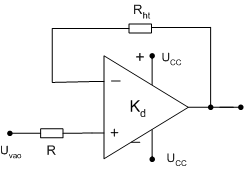 R_ht
+ U_CC
−
K_d
+
U_vao R
− U_CC